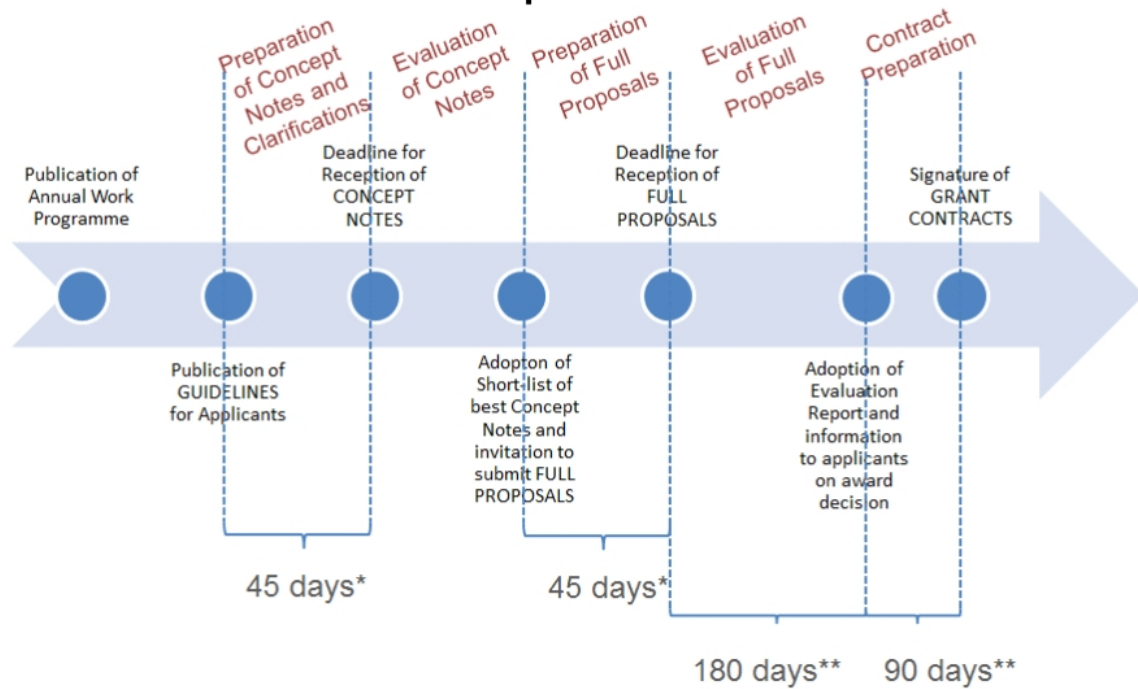 Preparation
of Concept
Notes and
Clarifications
Evaluation
of Concept
Notes
Preparation
of Full
Proposals
Evaluation
of Full
Proposals
Contract
Preparation
Publication of
Annual Work
Programme
Deadline for
Reception of
CONCEPT
NOTES
Deadline for
Reception of
FULL
PROPOSALS
Signature of
GRANT
CONTRACTS
Publication of
GUIDELINES
for Applicants
Adopton of
Short-list of
best Concept
Notes and
invitation to
submit FULL
PROPOSALS
Adoption of
Evaluation
Report and
information
to applicants
on award
decision
45 days*
45 days*
180 days**
90 days**